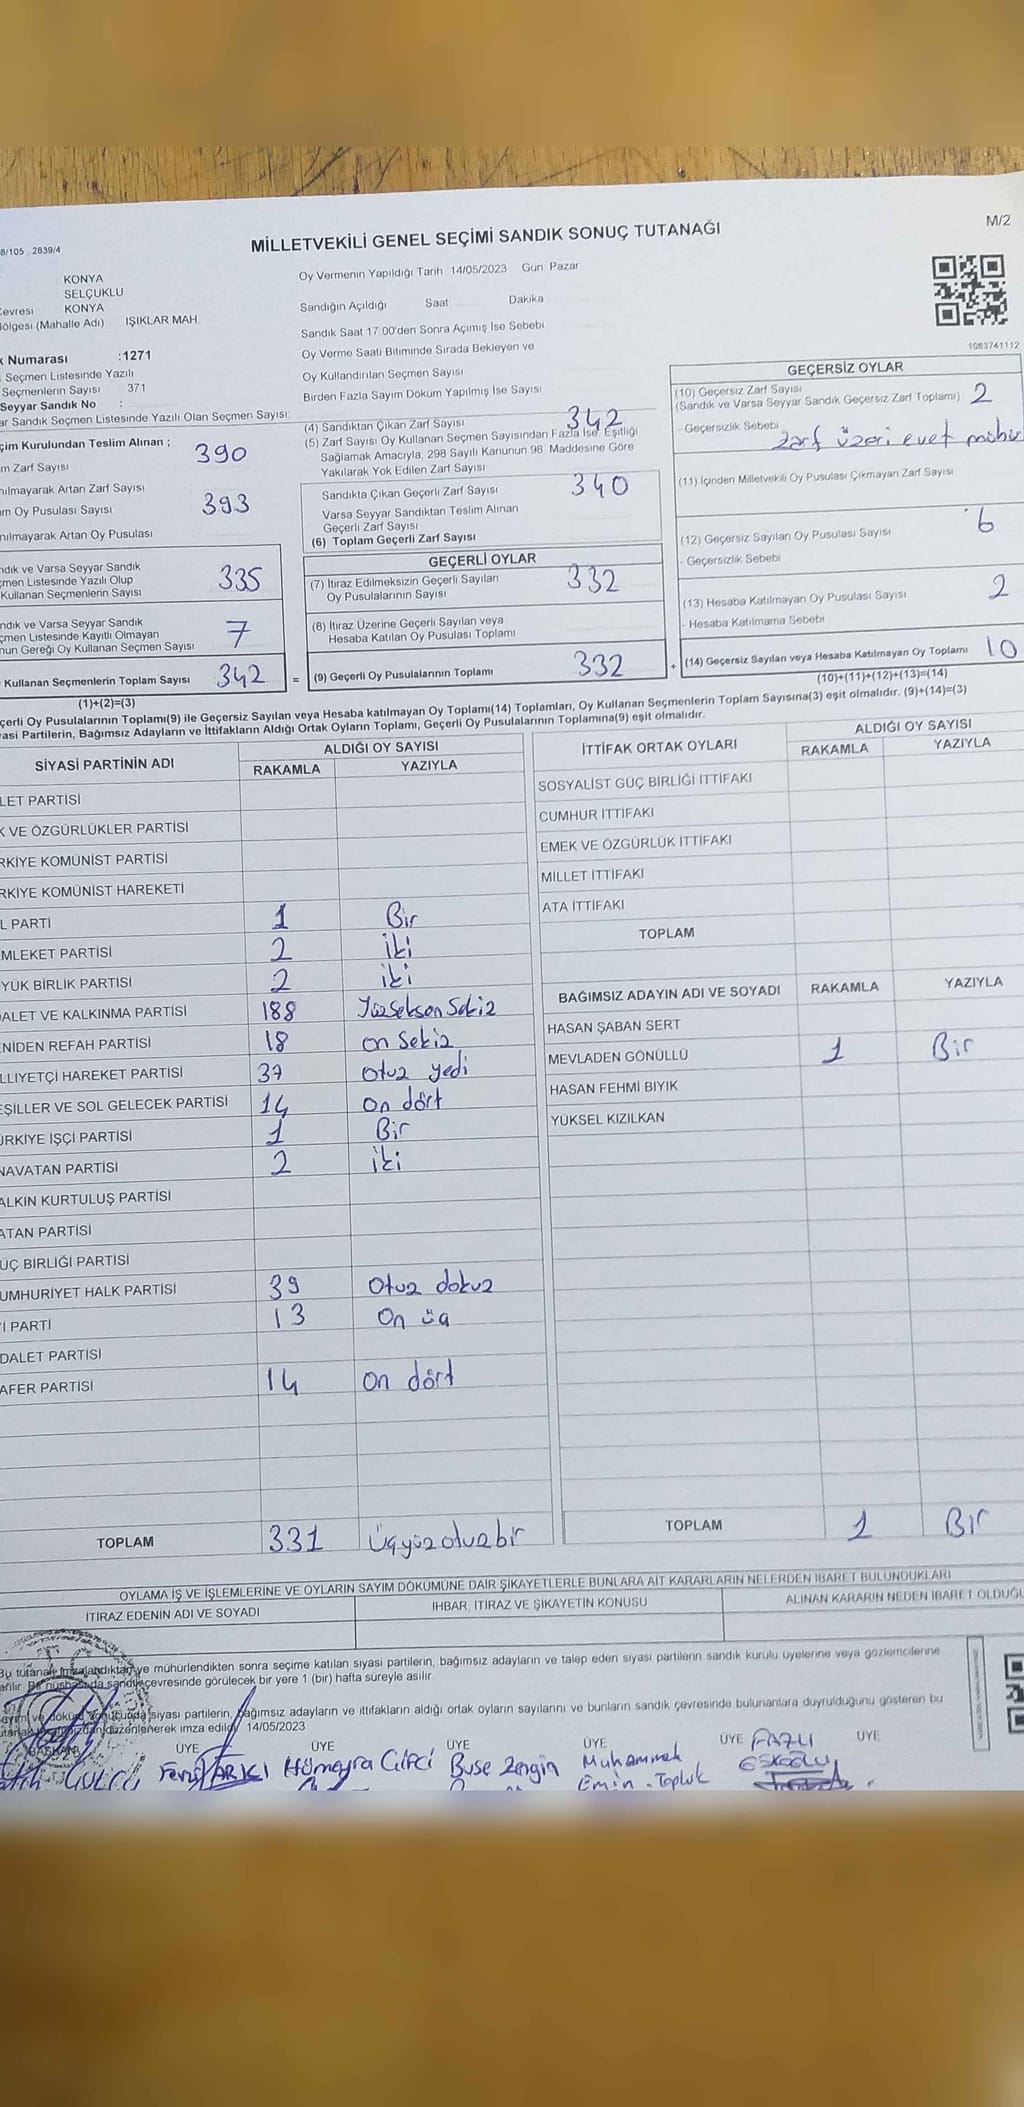 8/105 , 2839/4
MİLLETVEKİLİ GENEL SEÇİMİ SANDIK SONUÇ TUTANAĞI
M/2
KONYA
SELÇUKLU
Çevresi KONYA
ölgesi (Mahalle Adı) IŞIKLAR MAH.
k Numarası :1271
Seçmen Listesinde Yazılı
Seçmenlerin Sayısı 371
Seyyar Sandık No :
ar Sandık Seçmen Listesinde Yazılı Olan Seçmen Sayısı:
Oy Vermenin Yapıldığı Tarih 14/05/2023 Gün: Pazar
Sandığın Açıldığı Saat Dakika
Sandık Saat 17:00'den Sonra Açımış İse Sebebi
Oy Verme Saati Bitiminde Sırada Bekleyen ve
Oy Kullandırılan Seçmen Sayısı
Birden Fazla Sayım Döküm Yapılmış İse Sayısı
1083741112
çim Kurulundan Teslim Alınan ;
m Zarf Sayısı 390
nılmayarak Artan Zarf Sayısı
m Oy Pusulası Sayısı 393
nılmayarak Artan Oy Pusulası
ndık ve Varsa Seyyar Sandık
çmen Listesinde Yazılı Olup
Kullanan Seçmenlerin Sayısı 335
ndık ve Varsa Seyyar Sandık
çmen Listesinde Kayıtlı Olmayan
nun Gereği Oy Kullanan Seçmen Sayısı 7
Kullanan Seçmenlerin Toplam Sayısı 342 =
(1)+(2)=(3)
(4) Sandıktan Çıkan Zarf Sayısı 342
(5) Zarf Sayısı Oy Kullanan Seçmen Sayısından Fazla İse, Eşitliği
Sağlamak Amacıyla, 298 Sayılı Kanunun 98. Maddesine Göre
Yakılarak Yok Edilen Zarf Sayısı
Sandıkta Çıkan Geçerli Zarf Sayısı 340
Varsa Seyyar Sandıktan Teslim Alınan
Geçerli Zarf Sayısı
(6) Toplam Geçerli Zarf Sayısı
GEÇERLİ OYLAR
(7) İtiraz Edilmeksizin Geçerli Sayılan
Oy Pusulalarının Sayısı 332
(8) İtiraz Üzerine Geçerli Sayılan veya
Hesaba Katılan Oy Pusulası Toplamı
(9) Geçerli Oy Pusulalarının Toplamı 332 +
GEÇERSİZ OYLAR
(10) Geçersiz Zarf Sayısı
(Sandık ve Varsa Seyyar Sandık Geçersiz Zarf Toplamı) 2
- Geçersizlik Sebebi Zarf üzeri evet mühür
(11) İçinden Milletvekili Oy Pusulası Çıkmayan Zarf Sayısı
(12) Geçersiz Sayılan Oy Pusulası Sayısı 6
- Geçersizlik Sebebi
(13) Hesaba Katılmayan Oy Pusulası Sayısı 2
- Hesaba Katılmama Sebebi
(14) Geçersiz Sayılan veya Hesaba Katılmayan Oy Toplamı 10
(10)+(11)+(12)+(13)=(14)
çerli Oy Pusulalarının Toplamı(9) ile Geçersiz Sayılan veya Hesaba katılmayan Oy Toplamı(14) Toplamları, Oy Kullanan Seçmenlerin Toplam Sayısına(3) eşit olmalıdır. (9)+(14)=(3)
yasi Partilerin, Bağımsız Adayların ve İttifakların Aldığı Ortak Oyların Toplamı, Geçerli Oy Pusulalarının Toplamına(9) eşit olmalıdır.
SİYASİ PARTİNİN ADI ALDIĞI OY SAYISI
RAKAMLA YAZIYLA
LET PARTİSİ
K VE ÖZGÜRLÜKLER PARTİSİ
RKİYE KOMÜNİST PARTİSİ
RKİYE KOMÜNİST HAREKETİ
L PARTİ 1 Bir
MLEKET PARTİSİ 2 iki
YÜK BİRLİK PARTİSİ 2 iki
ALET VE KALKINMA PARTİSİ 188 Yüzseksen Sekiz
ENİDEN REFAH PARTİSİ 18 on Sekiz
LLİYETÇİ HAREKET PARTİSİ 37 Otuz yedi
EŞİLLER VE SOL GELECEK PARTİSİ 14 On dört
ÜRKİYE İŞÇİ PARTİSİ 1 Bir
NAVATAN PARTİSİ 2 iki
ALKIN KURTULUŞ PARTİSİ
ATAN PARTİSİ
ÜÇ BİRLİĞİ PARTİSİ
UMHURİYET HALK PARTİSİ 39 Otuz dokuz
İ PARTİ 13 On üç
DALET PARTİSİ
AFER PARTİSİ 14 on dört
TOPLAM 331 Üçyüzotuzbir
İTTİFAK ORTAK OYLARI ALDIĞI OY SAYISI
RAKAMLA YAZIYLA
SOSYALİST GÜÇ BİRLİĞİ İTTİFAKI
CUMHUR İTTİFAKI
EMEK VE ÖZGÜRLÜK İTTİFAKI
MİLLET İTTİFAKI
ATA İTTİFAKI
TOPLAM
BAĞIMSIZ ADAYIN ADI VE SOYADI RAKAMLA YAZIYLA
HASAN ŞABAN SERT
MEVLADEN GÖNÜLLÜ 1 Bir
HASAN FEHMİ BIYIK
YÜKSEL KIZILKAN
TOPLAM 1 Bir
OYLAMA İŞ VE İŞLEMLERİNE VE OYLARIN SAYIM DÖKÜMÜNE DAİR ŞİKAYETLERLE BUNLARA AİT KARARLARIN NELERDEN İBARET BULUNDUKLARI
İTİRAZ EDENİN ADI VE SOYADI İHBAR, İTİRAZ VE ŞİKAYETİN KONUSU ALINAN KARARIN NEDEN İBARET OLDUĞU
Bu tutanak imzalandıktan ve mühürlendikten sonra seçime katılan siyasi partilerin, bağımsız adayların ve talep eden siyasi partilerin sandık kurulu üyelerine veya gözlemcilerine
erilir. Bir nüshası da sandık çevresinde görülecek bir yere 1 (bir) hafta süreyle asılır.
siyasi partilerin, bağımsız adayların ve ittifakların aldığı ortak oyların sayılarını ve bunların sandık çevresinde bulunanlara duyrulduğunu gösteren bu
düzenlenerek imza edildi. 14/05/2023
BAŞKAN ÜYE ÜYE ÜYE ÜYE ÜYE ÜYE
ARICI Hümeyra Çifci Buse Zengin Muhammed Emin Topluk FAZLI